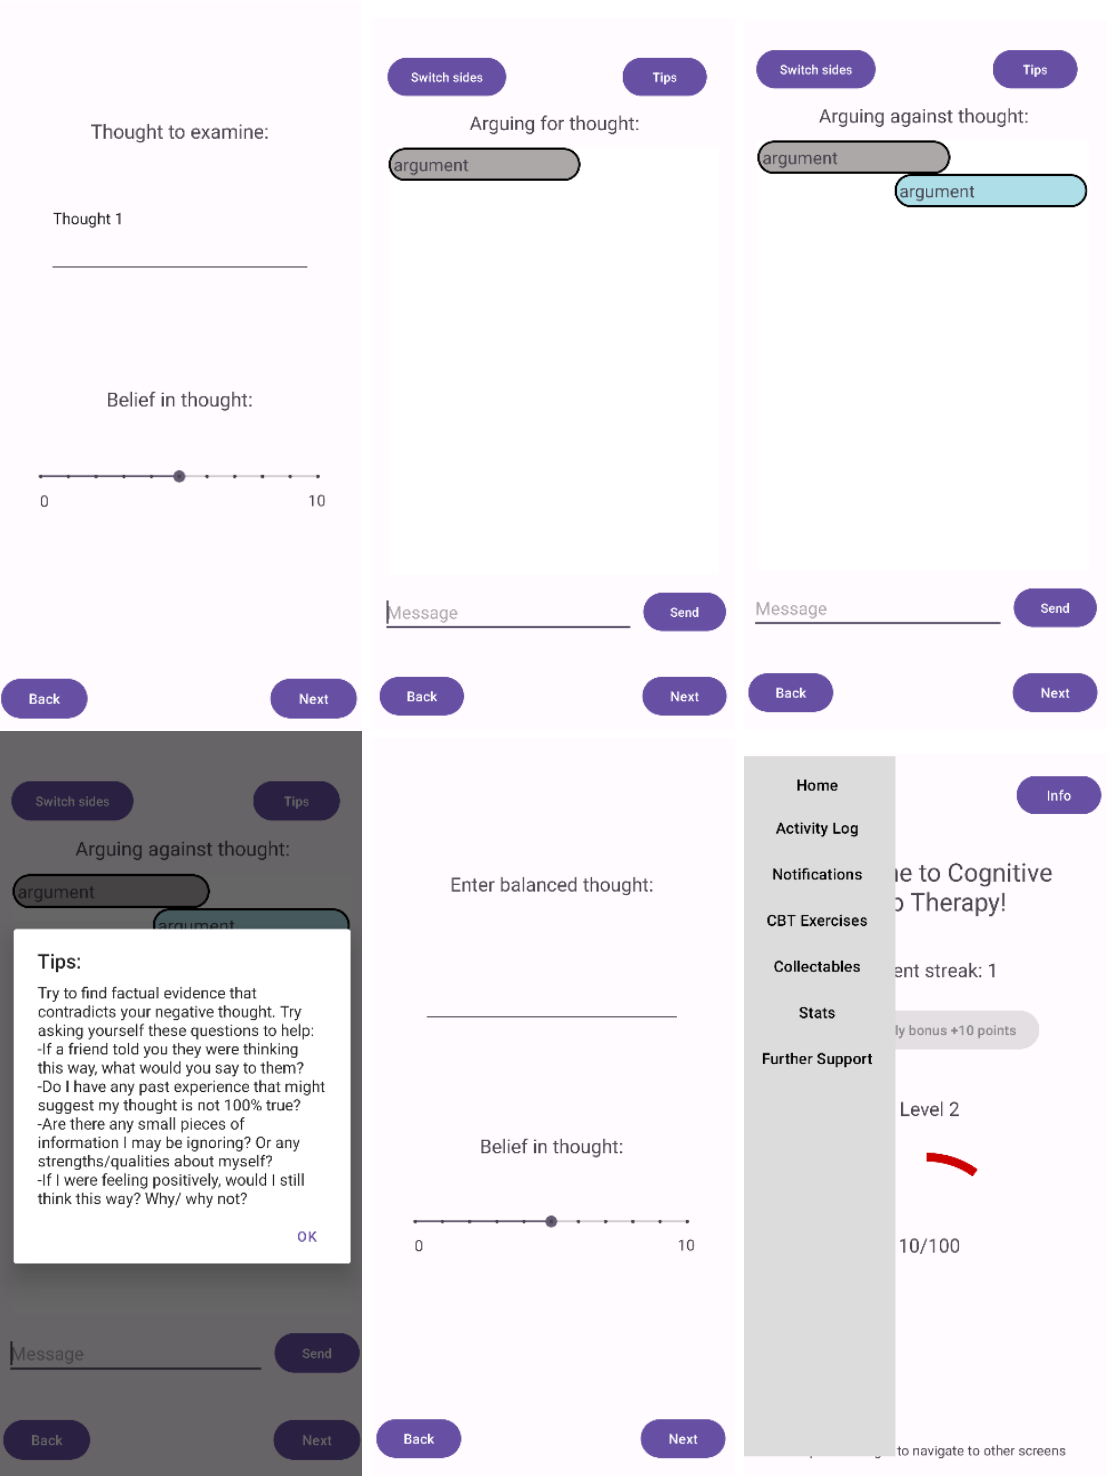 Thought to examine:
Thought 1
Belief in thought:
0
10
Back
Next
Switch sides
Tips
Arguing for thought:
argument
Message
Send
Back
Next
Switch sides
Tips
Arguing against thought:
argument
argument
Message
Send
Back
Next
Switch sides
Tips
Arguing against thought:
argument
argument
Tips:
Try to find factual evidence that
contradicts your negative thought. Try
asking yourself these questions to help:
-If a friend told you they were thinking
this way, what would you say to them?
-Do I have any past experience that might
suggest my thought is not 100% true?
-Are there any small pieces of
information I may be ignoring? Or any
strengths/qualities about myself?
-If I were feeling positively, would I still
think this way? Why/ why not?
OK
Message
Send
Back
Next
Enter balanced thought:
Belief in thought:
0
10
Back
Next
Home
Activity Log
Notifications
CBT Exercises
Collectables
Stats
Further Support
Info
e to Cognitive
Therapy!
ent streak: 1
ly bonus +10 points
Level 2
10/100
to navigate to other screens